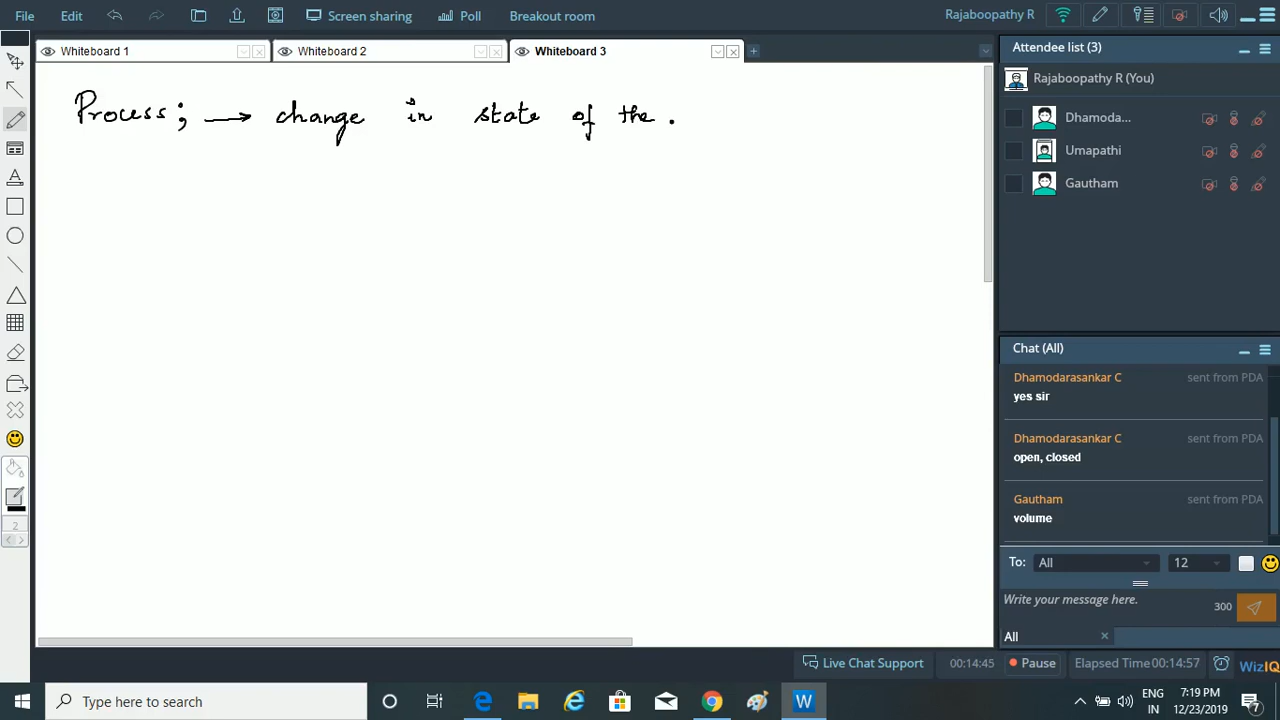 File Edit Screen sharing Poll Breakout room Rajaboopathy R
Whiteboard 1 Whiteboard 2 Whiteboard 3 +
Process; → change in state of the .
Attendee list (3)
Rajaboopathy R (You)
Dhamoda...
Umapathi
Gautham
Chat (All)
Dhamodarasankar C sent from PDA
yes sir
Dhamodarasankar C sent from PDA
open, closed
Gautham sent from PDA
volume
To: All 12
Write your message here. 300
All
2
Live Chat Support 00:14:45 Pause Elapsed Time 00:14:57 WizIQ
Type here to search W ENG 7:19 PM
IN 12/23/2019 7